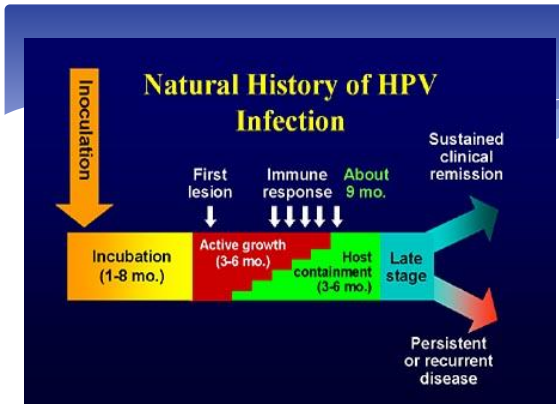 Natural History of HPV
Infection
Inoculation
First
lesion
Immune
response
About
9 mo.
Sustained
clinical
remission
Incubation
(1-8 mo.)
Active growth
(3-6 mo.)
Host
containment
(3-6 mo.)
Late
stage
Persistent
or recurrent
disease